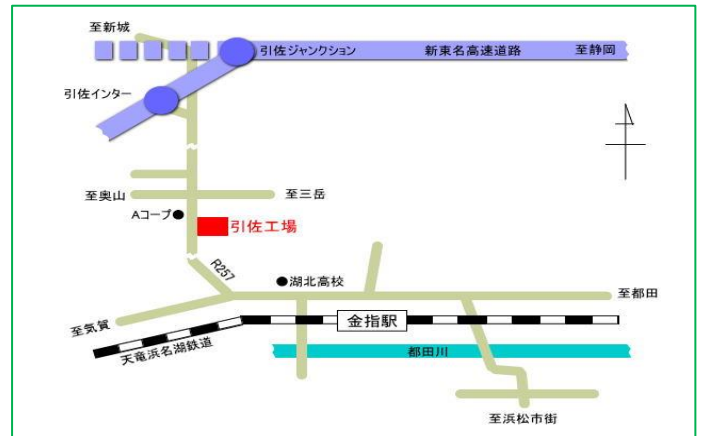 至新城
引佐ジャンクション
新東名高速道路
至静岡
引佐インター
至奥山
至三岳
Aコープ
引佐工場
R257
湖北高校
至都田
至気賀
金指駅
天竜浜名湖鉄道
都田川
至浜松市街